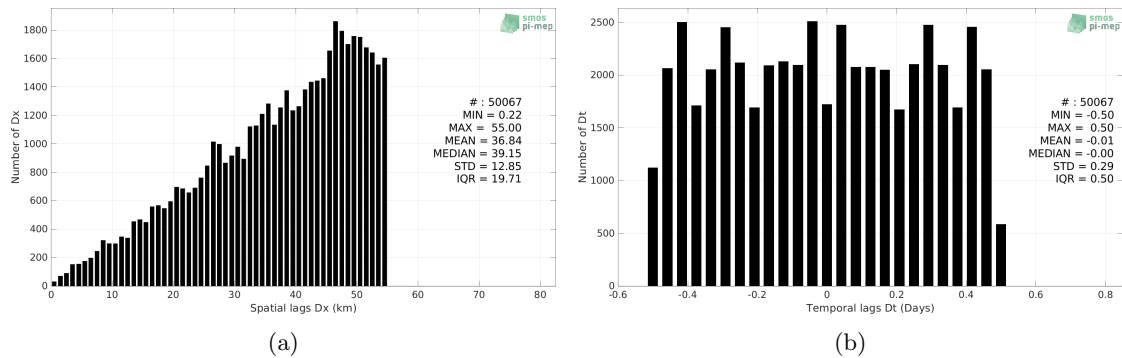 smos
pi-mep
1800
1600
1400
1200
1000
800
600
400
200
0
Number of Dx
# : 50067
MIN = 0.22
MAX = 55.00
MEAN = 36.84
MEDIAN = 39.15
STD = 12.85
IQR = 19.71
0 10 20 30 40 50 60 70 80
Spatial lags Dx (km)
(a)
smos
pi-mep
2500
2000
1500
1000
500
0
Number of Dt
# : 50067
MIN = -0.50
MAX = 0.50
MEAN = -0.01
MEDIAN = -0.00
STD = 0.29
IQR = 0.50
-0.6 -0.4 -0.2 0 0.2 0.4 0.6 0.8
Temporal lags Dt (Days)
(b)